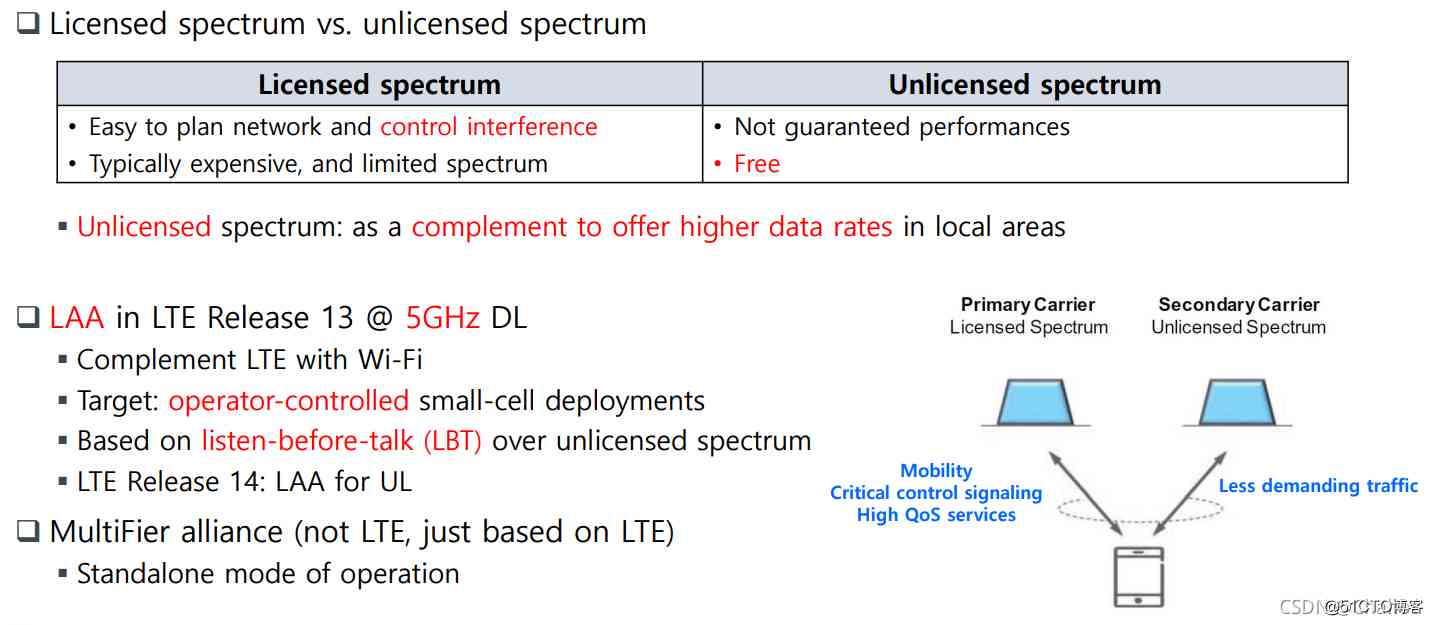 ❑ Licensed spectrum vs. unlicensed spectrum
Licensed spectrum
Unlicensed spectrum
• Easy to plan network and control interference
• Typically expensive, and limited spectrum
• Not guaranteed performances
• Free
▪ Unlicensed spectrum: as a complement to offer higher data rates in local areas
❑ LAA in LTE Release 13 @ 5GHz DL
▪ Complement LTE with Wi-Fi
▪ Target: operator-controlled small-cell deployments
▪ Based on listen-before-talk (LBT) over unlicensed spectrum
▪ LTE Release 14: LAA for UL
❑ MultiFier alliance (not LTE, just based on LTE)
▪ Standalone mode of operation
Primary Carrier
Licensed Spectrum
Secondary Carrier
Unlicensed Spectrum
Mobility
Critical control signaling
High QoS services
Less demanding traffic
CSDN @51CTO博客